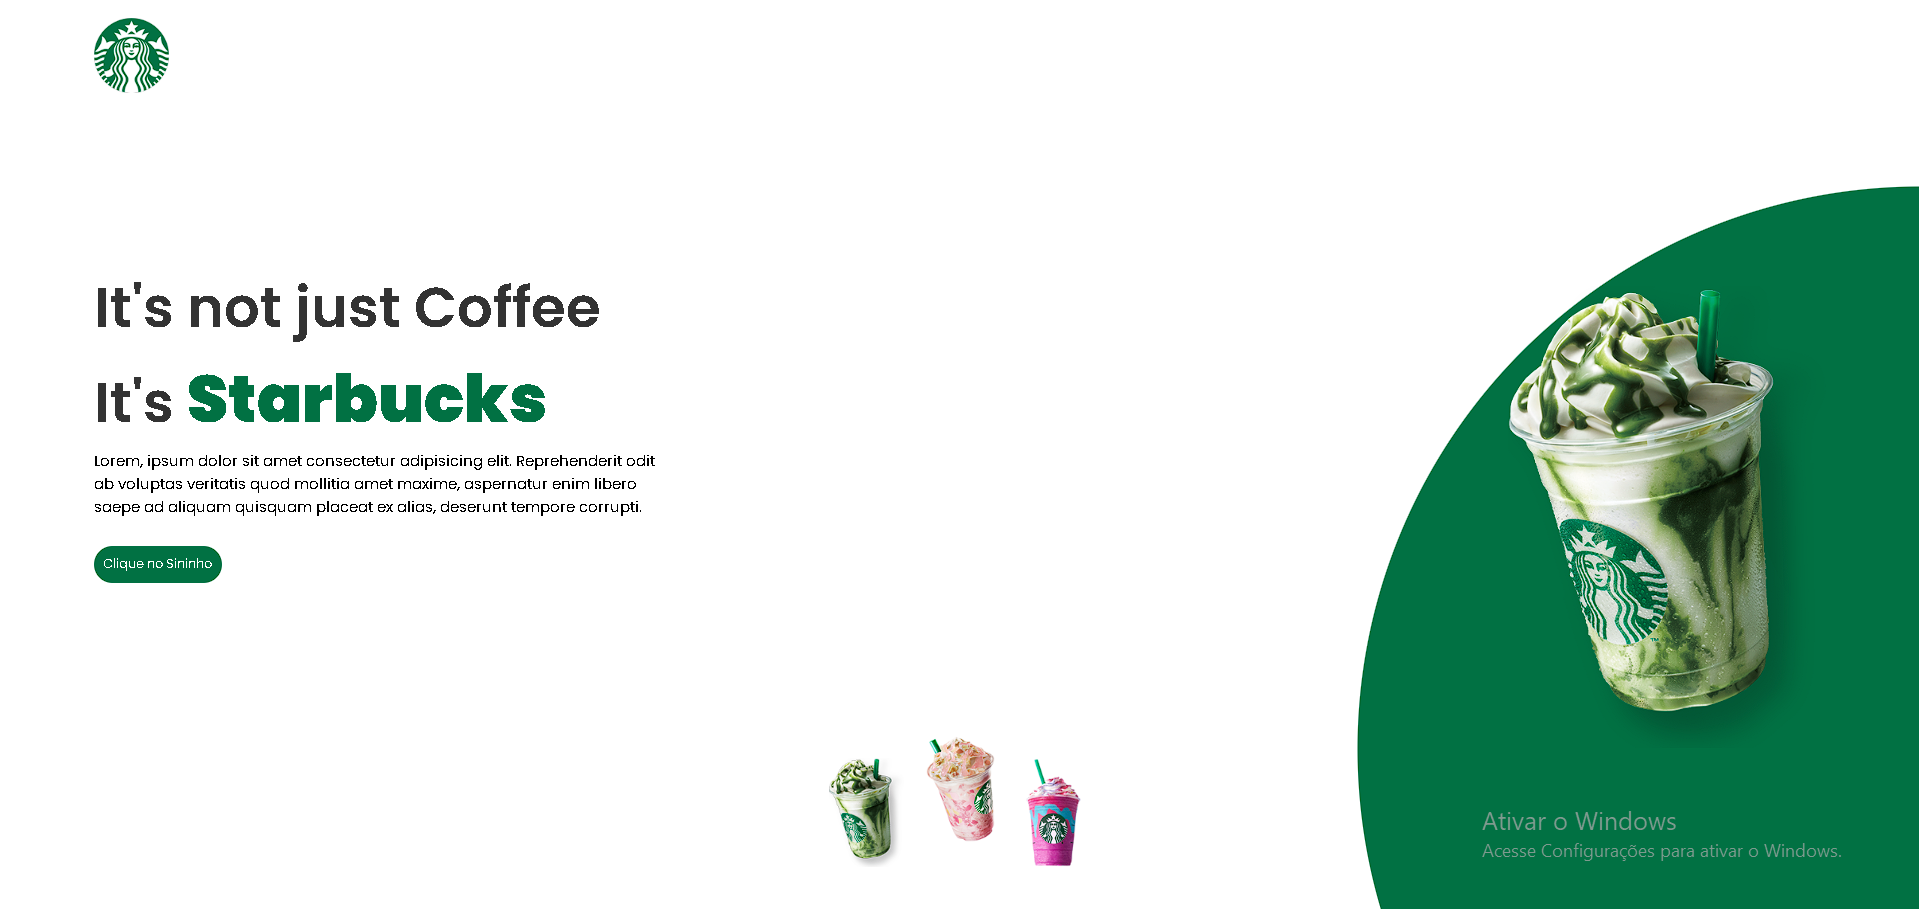 It's not just Coffee
It's Starbucks
Lorem, ipsum dolor sit amet consectetur adipisicing elit. Reprehenderit odit
ab voluptas veritatis quod mollitia amet maxime, aspernatur enim libero
saepe ad aliquam quisquam placeat ex alias, deserunt tempore corrupti.
Clique no Sininho
Ativar o Windows
Acesse Configurações para ativar o Windows.